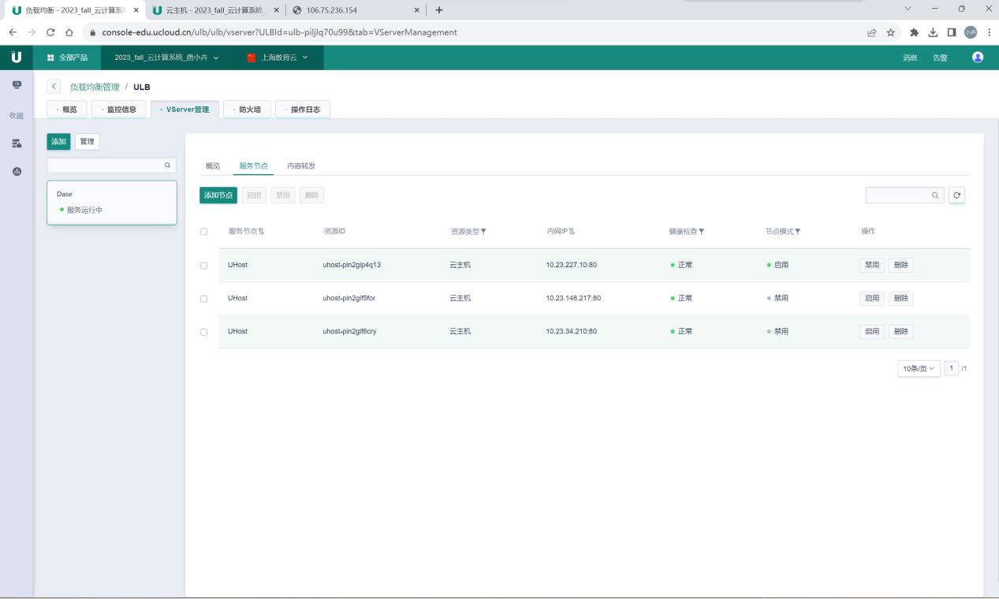 负载均衡 - 2023_fall_云计算系统
云主机 - 2023_fall_云计算系统
106.75.236.154
console-edu.ucloud.cn/ulb/ulb/vserver?ULBId=ulb-piljlq70u99&tab=VServerManagement
小卉
全部产品
2023_fall_云计算系统_唐小卉
上海教育云
消息
告警
收藏
负载均衡管理 / ULB
- 概览
- 监控信息
- VServer管理
- 防火墙
- 操作日志
添加
管理
Dase
服务运行中
概览
服务节点
内容转发
添加节点
启用
禁用
删除
服务节点 资源ID 资源类型 内网IP 健康检查 节点模式 操作
UHost uhost-pin2gip4q13 云主机 10.23.227.10:80 正常 启用 禁用 删除
UHost uhost-pin2gif5for 云主机 10.23.148.217:80 正常 禁用 启用 删除
UHost uhost-pin2gif6cry 云主机 10.23.34.210:80 正常 禁用 启用 删除
10条/页 1 /1